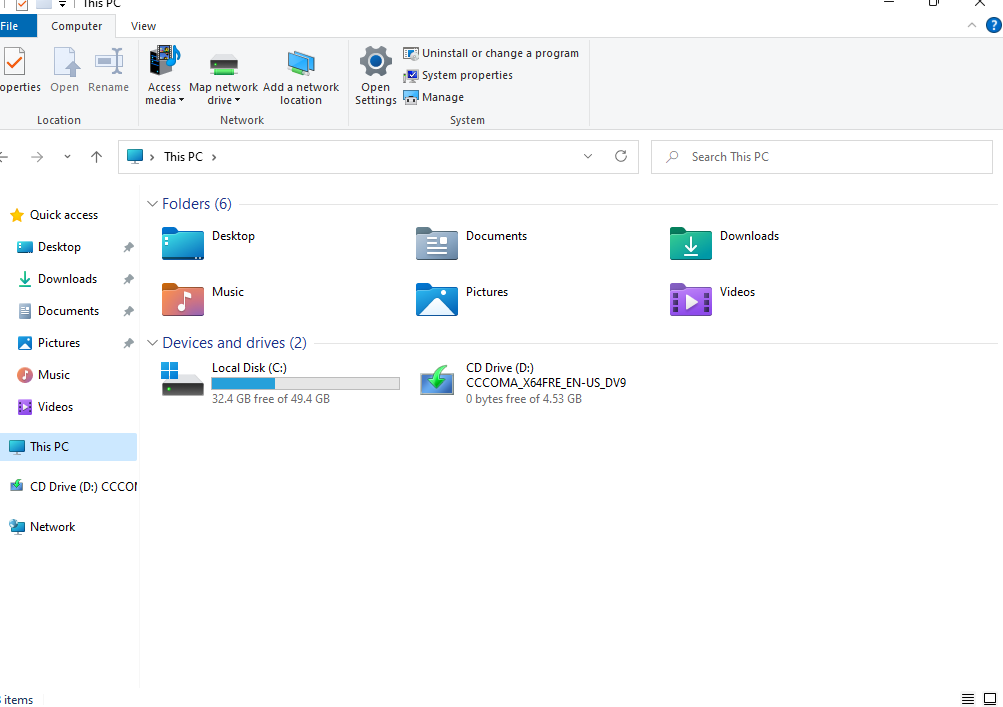 This PC
File
Computer
View
operties
Open
Rename
Access
media
Map network
drive
Add a network
location
Open
Settings
Uninstall or change a program
System properties
Manage
Location
Network
System
This PC
Search This PC
Quick access
Desktop
Downloads
Documents
Pictures
Music
Videos
This PC
CD Drive (D:) CCCOM
Network
Folders (6)
Desktop
Documents
Downloads
Music
Pictures
Videos
Devices and drives (2)
Local Disk (C:)
32.4 GB free of 49.4 GB
CD Drive (D:)
CCCOMA_X64FRE_EN-US_DV9
0 bytes free of 4.53 GB
items